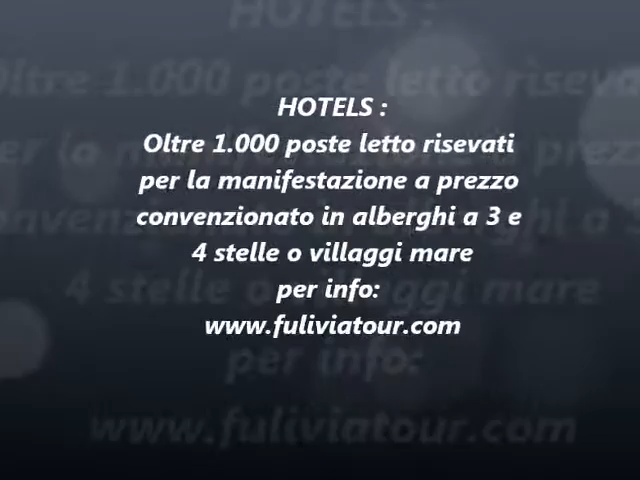 HOTELS :
Oltre 1.000 poste letto risevati
per la manifestazione a prezzo
convenzionato in alberghi a 3 e
4 stelle o villaggi mare
per info:
www.fuliviatour.com